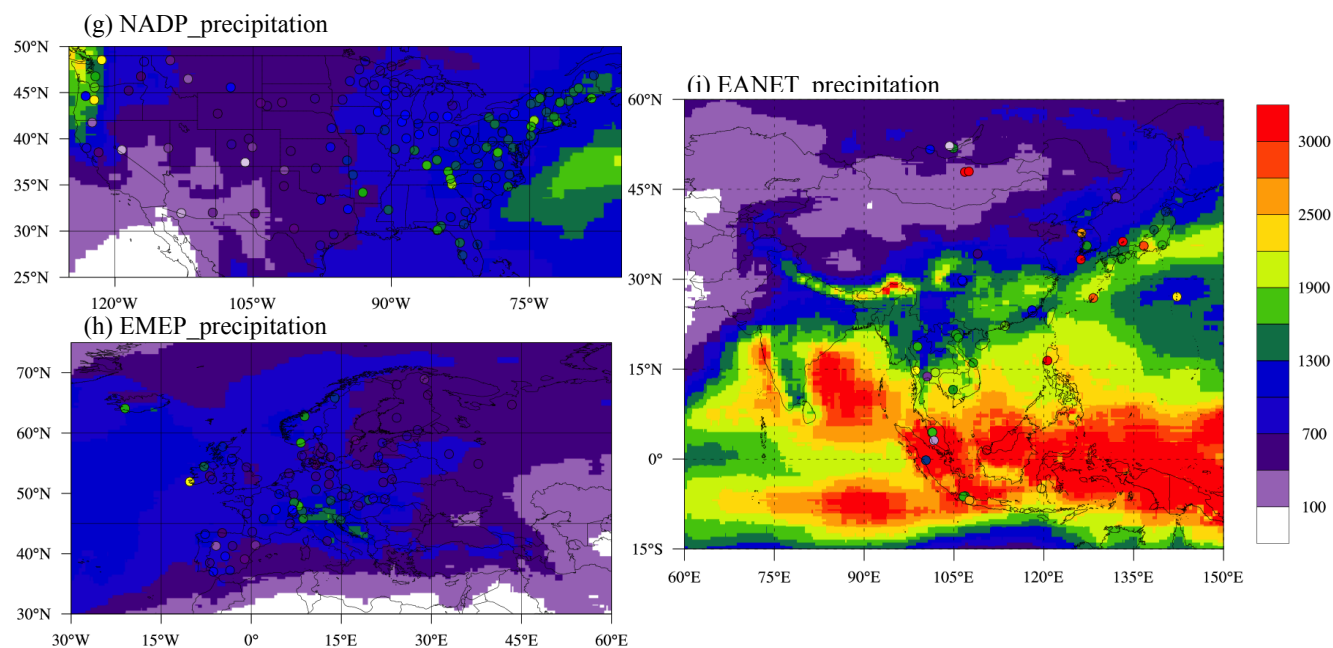 (g) NADP_precipitation
50°N
45°N
40°N
35°N
30°N
25°N
120°W 105°W 90°W 75°W
(h) EMEP_precipitation
70°N
60°N
50°N
40°N
30°N
30°W 15°W 0° 15°E 30°E 45°E 60°E
(i) EANET_precipitation
60°N
45°N
30°N
15°N
0°
15°S
60°E 75°E 90°E 105°E 120°E 135°E 150°E
3000
2500
1900
1300
700
100